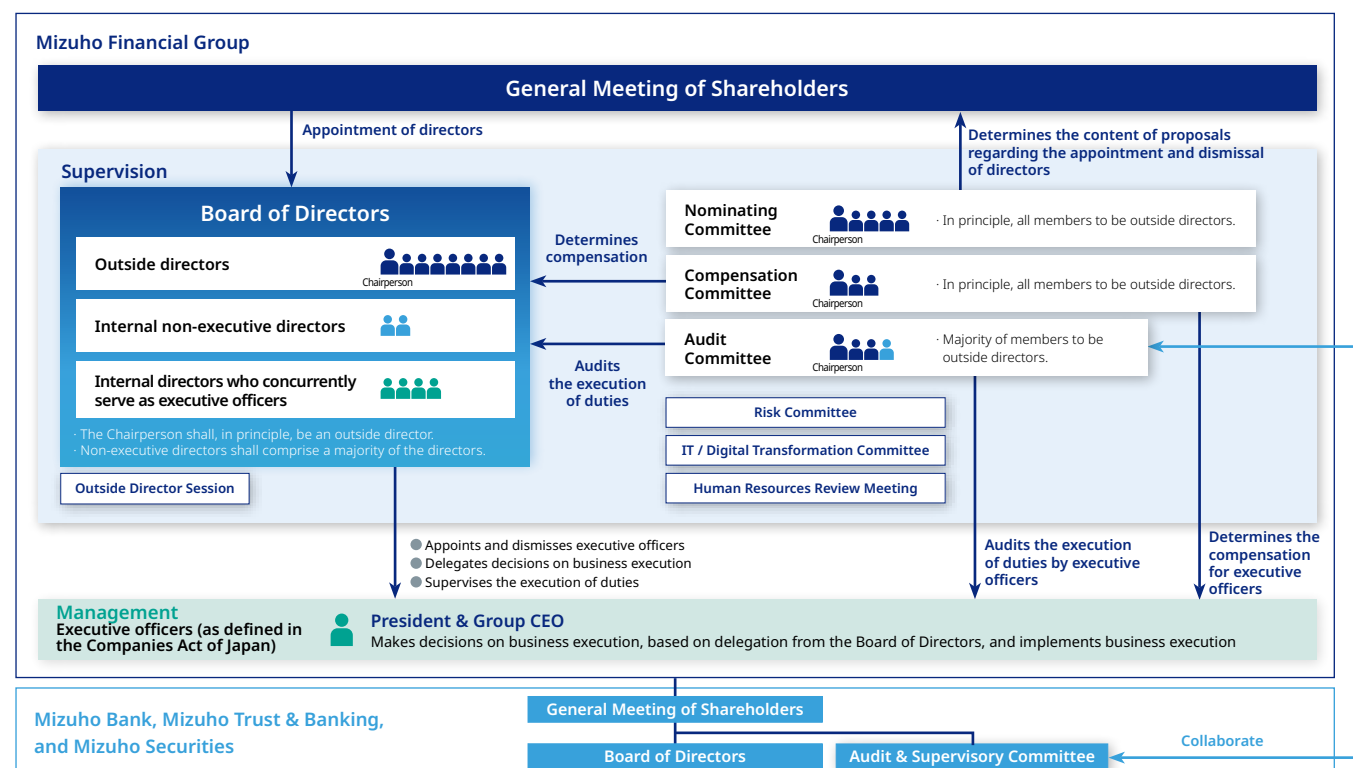 Mizuho Financial Group
General Meeting of Shareholders
Appointment of directors
Determines the content of proposals
regarding the appointment and dismissal
of directors
Supervision
Board of Directors
Outside directors
Chairperson
Internal non-executive directors
Internal directors who concurrently
serve as executive officers
· The Chairperson shall, in principle, be an outside director.
· Non-executive directors shall comprise a majority of the directors.
Outside Director Session
Determines
compensation
Audits
the execution
of duties
Nominating
Committee
Chairperson
· In principle, all members to be outside directors.
Compensation
Committee
Chairperson
· In principle, all members to be outside directors.
Audit
Committee
Chairperson
· Majority of members to be
outside directors.
Risk Committee
IT / Digital Transformation Committee
Human Resources Review Meeting
● Appoints and dismisses executive officers
● Delegates decisions on business execution
● Supervises the execution of duties
Audits the execution
of duties by executive
officers
Determines the
compensation
for executive
officers
Management
Executive officers (as defined in
the Companies Act of Japan)
President & Group CEO
Makes decisions on business execution, based on delegation from the Board of Directors, and implements business execution
Mizuho Bank, Mizuho Trust & Banking,
and Mizuho Securities
General Meeting of Shareholders
Board of Directors
Audit & Supervisory Committee
Collaborate